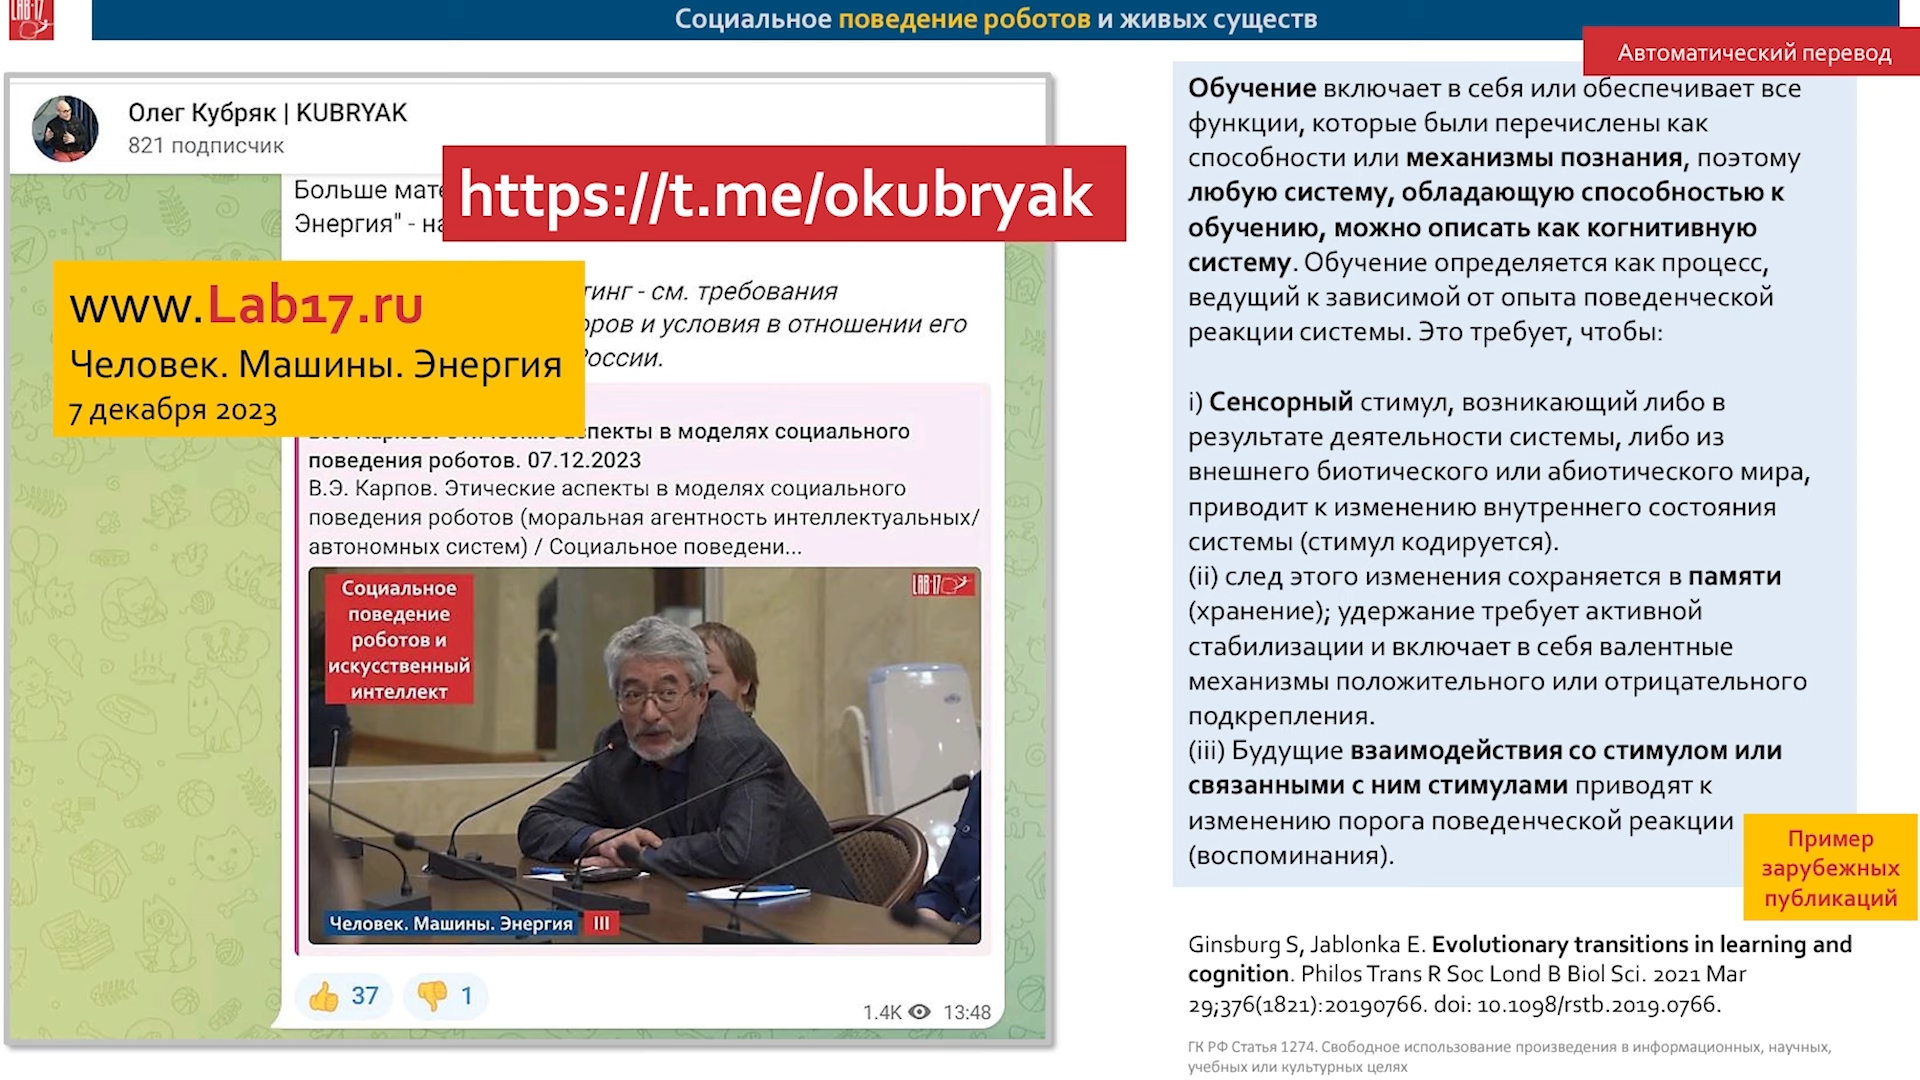 LAB·17
Социальное поведение роботов и живых существ
Автоматический перевод
Олег Кубряк | KUBRYAK
821 подписчик
Больше
Энергия" -
https://t.me/okubryak
www.Lab17.ru
Человек. Машины. Энергия
7 декабря 2023
см. требования
и условия в отношении его
России.
аспекты в моделях социального
поведения роботов. 07.12.2023
В.Э. Карпов. Этические аспекты в моделях социального
поведения роботов (моральная агентность интеллектуальных/
автономных систем) / Социальное поведени...
Социальное
поведение
роботов и
искусственный
интеллект
LAB·17
Человек. Машины. Энергия III
37 1
1.4K 13:48
Обучение включает в себя или обеспечивает все
функции, которые были перечислены как
способности или механизмы познания, поэтому
любую систему, обладающую способностью к
обучению, можно описать как когнитивную
систему. Обучение определяется как процесс,
ведущий к зависимой от опыта поведенческой
реакции системы. Это требует, чтобы:
i) Сенсорный стимул, возникающий либо в
результате деятельности системы, либо из
внешнего биотического или абиотического мира,
приводит к изменению внутреннего состояния
системы (стимул кодируется).
(ii) след этого изменения сохраняется в памяти
(хранение); удержание требует активной
стабилизации и включает в себя валентные
механизмы положительного или отрицательного
подкрепления.
(iii) Будущие взаимодействия со стимулом или
связанными с ним стимулами приводят к
изменению порога поведенческой реакции
(воспоминания).
Пример
зарубежных
публикаций
Ginsburg S, Jablonka E. Evolutionary transitions in learning and
cognition. Philos Trans R Soc Lond B Biol Sci. 2021 Mar
29;376(1821):20190766. doi: 10.1098/rstb.2019.0766.
ГК РФ Статья 1274. Свободное использование произведения в информационных, научных,
учебных или культурных целях